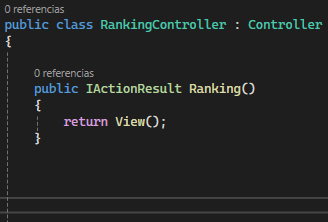 0 referencias
public class RankingController : Controller
{
0 referencias
public IActionResult Ranking()
{
return View();
}